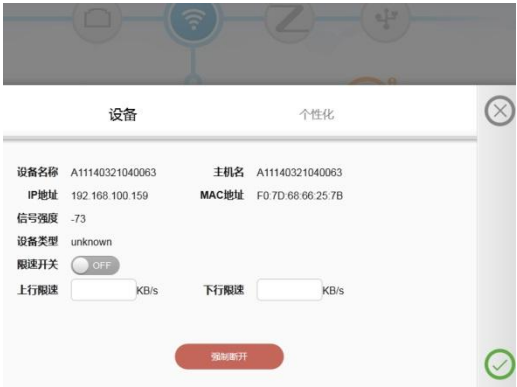 设备 个性化
设备名称 A11140321040063 主机名 A11140321040063
IP地址 192.168.100.159 MAC地址 F0:7D:68:66:25:7B
信号强度 -73
设备类型 unknown
限速开关 OFF
上行限速 KB/s 下行限速 KB/s
强制断开